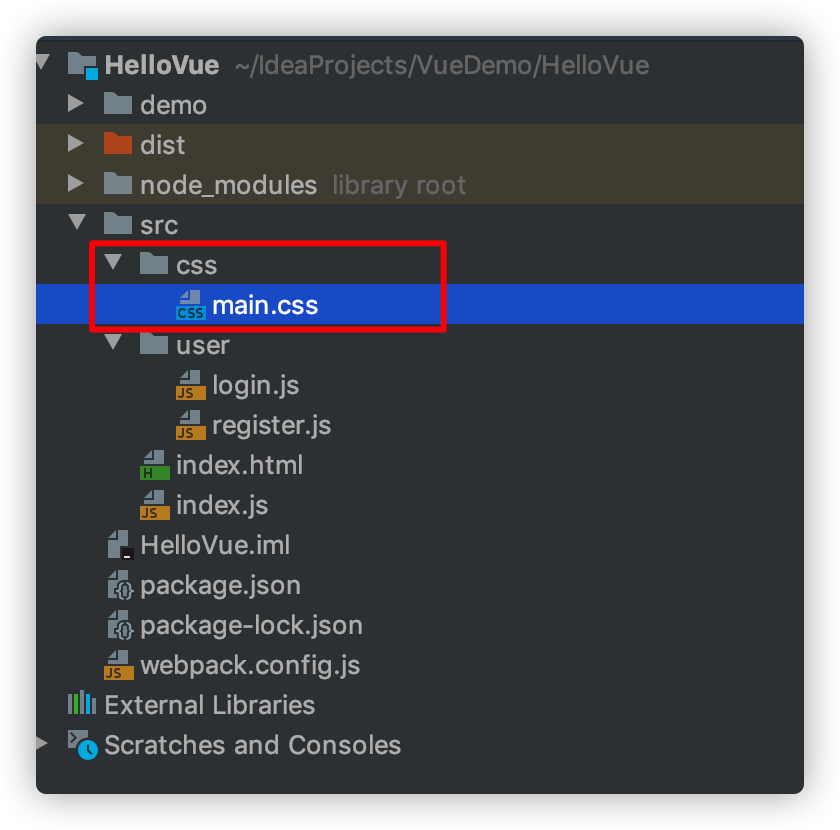 HelloVue ~/IdeaProjects/VueDemo/HelloVue
demo
dist
node_modules library root
src
css
CSS main.css
user
JS login.js
JS register.js
H index.html
JS index.js
HelloVue.iml
package.json
package-lock.json
JS webpack.config.js
External Libraries
Scratches and Consoles